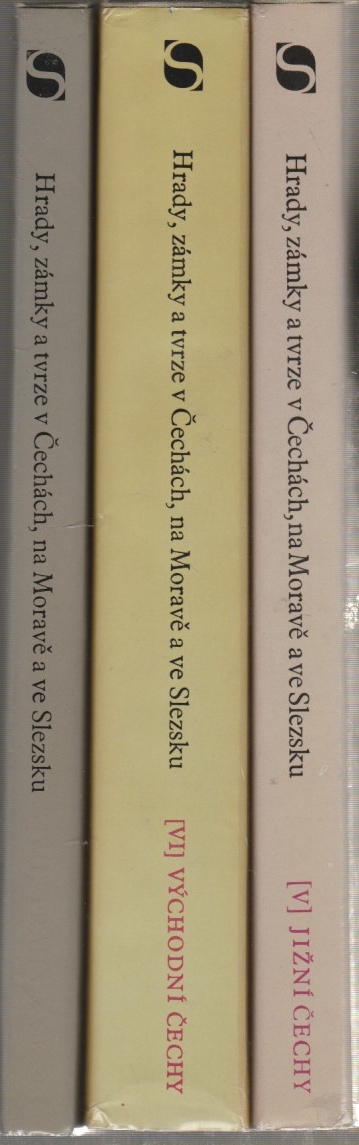 Hrady, zámky a tvrze v Čechách, na Moravě a ve Slezsku
Hrady, zámky a tvrze v Čechách, na Moravě a ve Slezsku [VI] VÝCHODNÍ ČECHY
Hrady, zámky a tvrze v Čechách, na Moravě a ve Slezsku [V] JIŽNÍ ČECHY